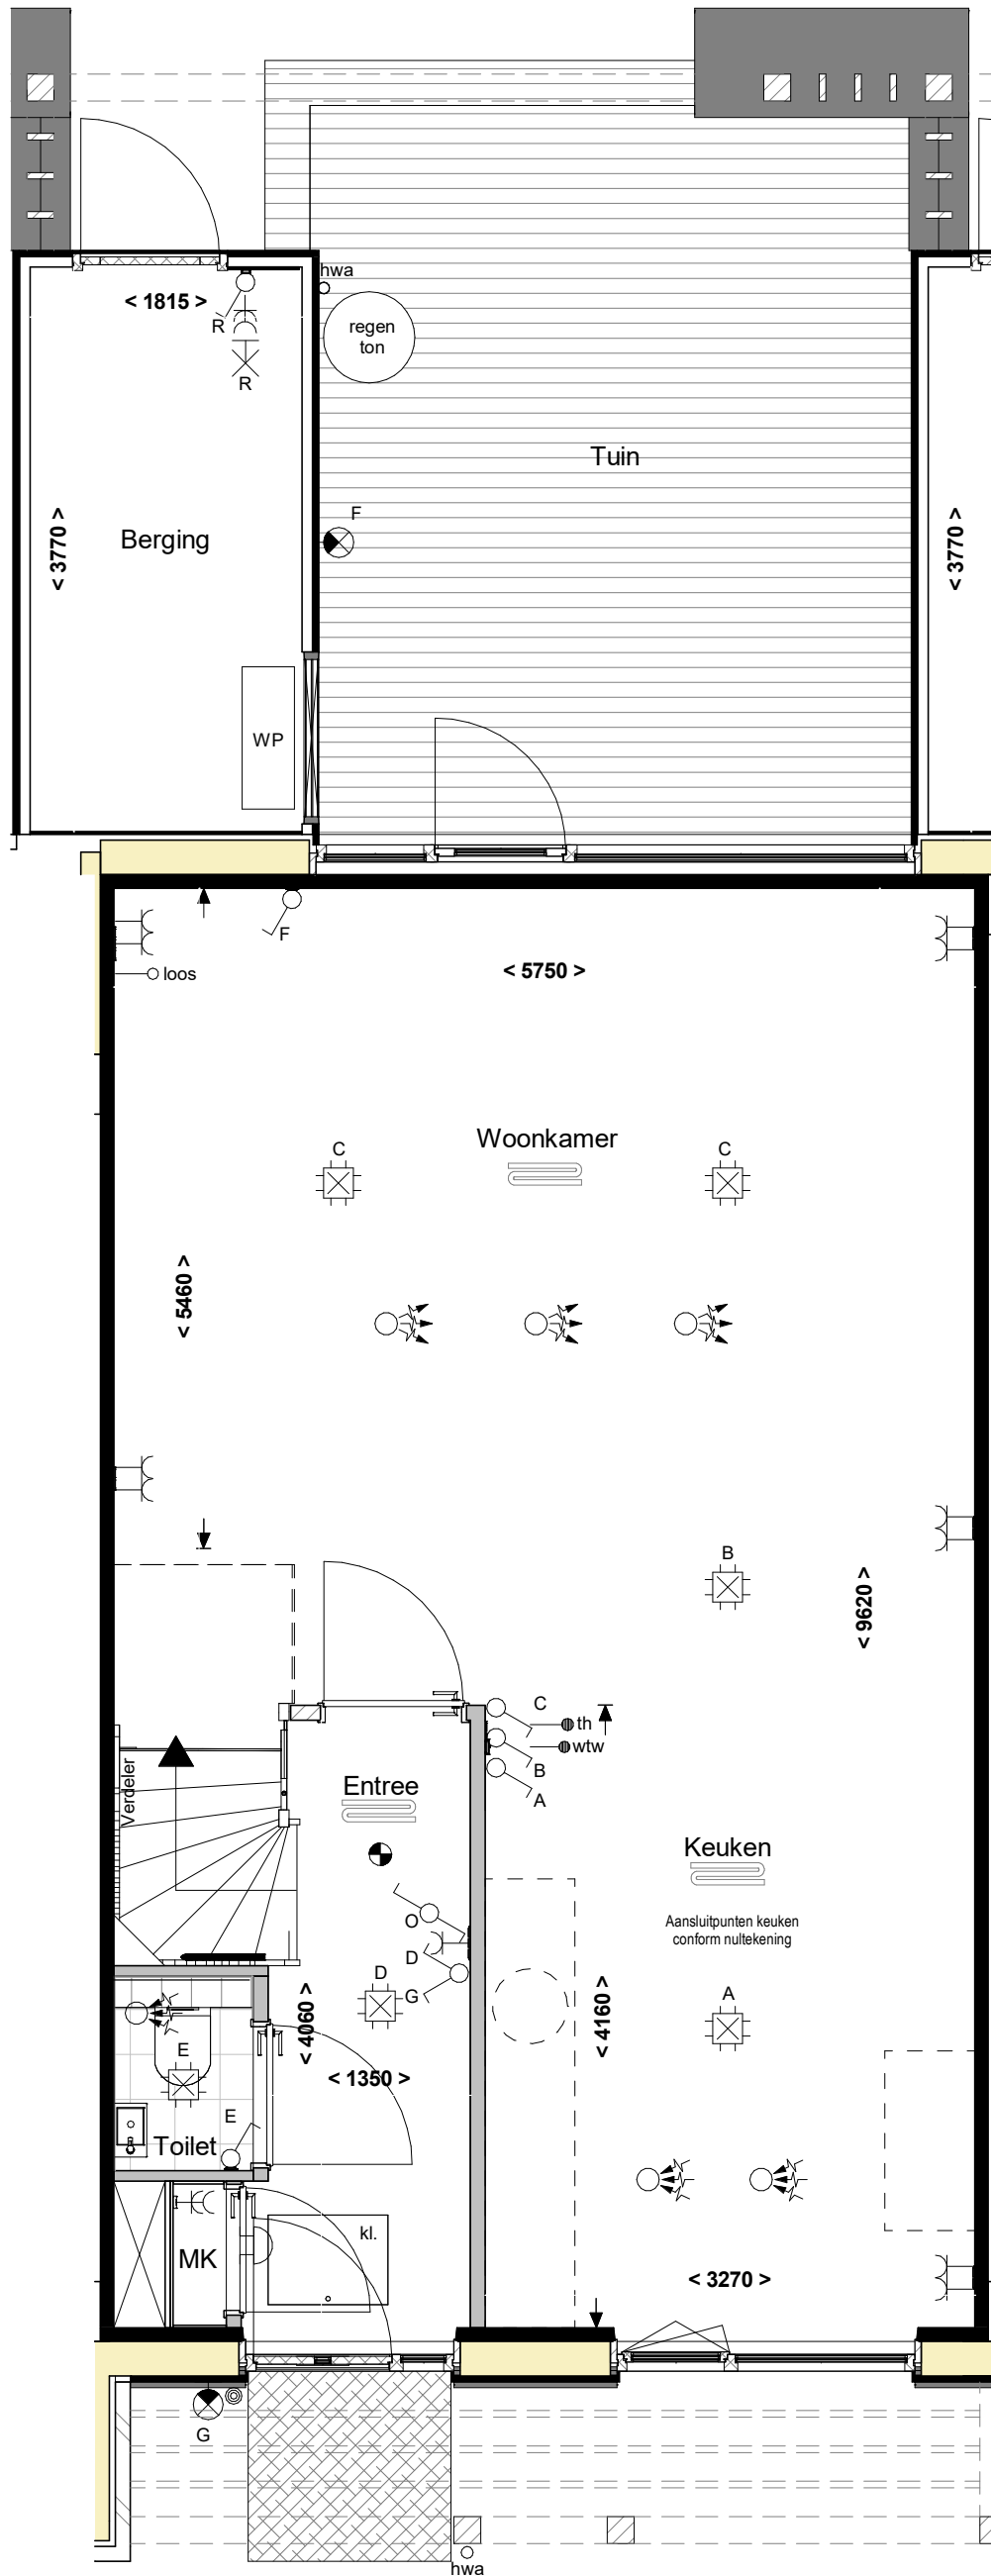 hwa
< 1815 >
R
regen
ton
R
Tuin
F
< 3770 >
Berging
< 3770 >
WP
F
loos
< 5750 >
Woonkamer
C
C
< 5460 >
B
< 9620 >
C
th
wtw
B
A
Verdeler
Entree
Keuken
Aansluitpunten keuken
conform nultekening
O
D
G
D
A
< 4060 >
< 4160 >
E
< 1350 >
E
Toilet
kl.
MK
< 3270 >
G
hwa